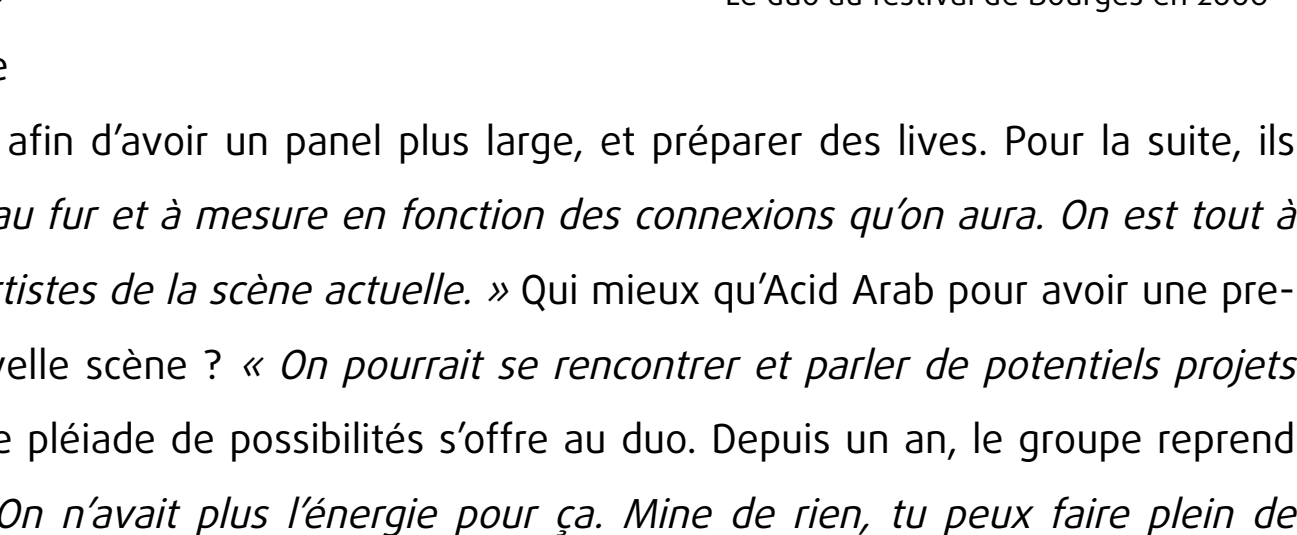 Le duo au festival de Bourges en 2006
e
afin d'avoir un panel plus large, et préparer des lives. Pour la suite, ils
au fur et à mesure en fonction des connexions qu'on aura. On est tout à
rtistes de la scène actuelle. » Qui mieux qu'Acid Arab pour avoir une pre-
velle scène ? « On pourrait se rencontrer et parler de potentiels projets
e pléiade de possibilités s'offre au duo. Depuis un an, le groupe reprend
On n'avait plus l'énergie pour ça. Mine de rien, tu peux faire plein de